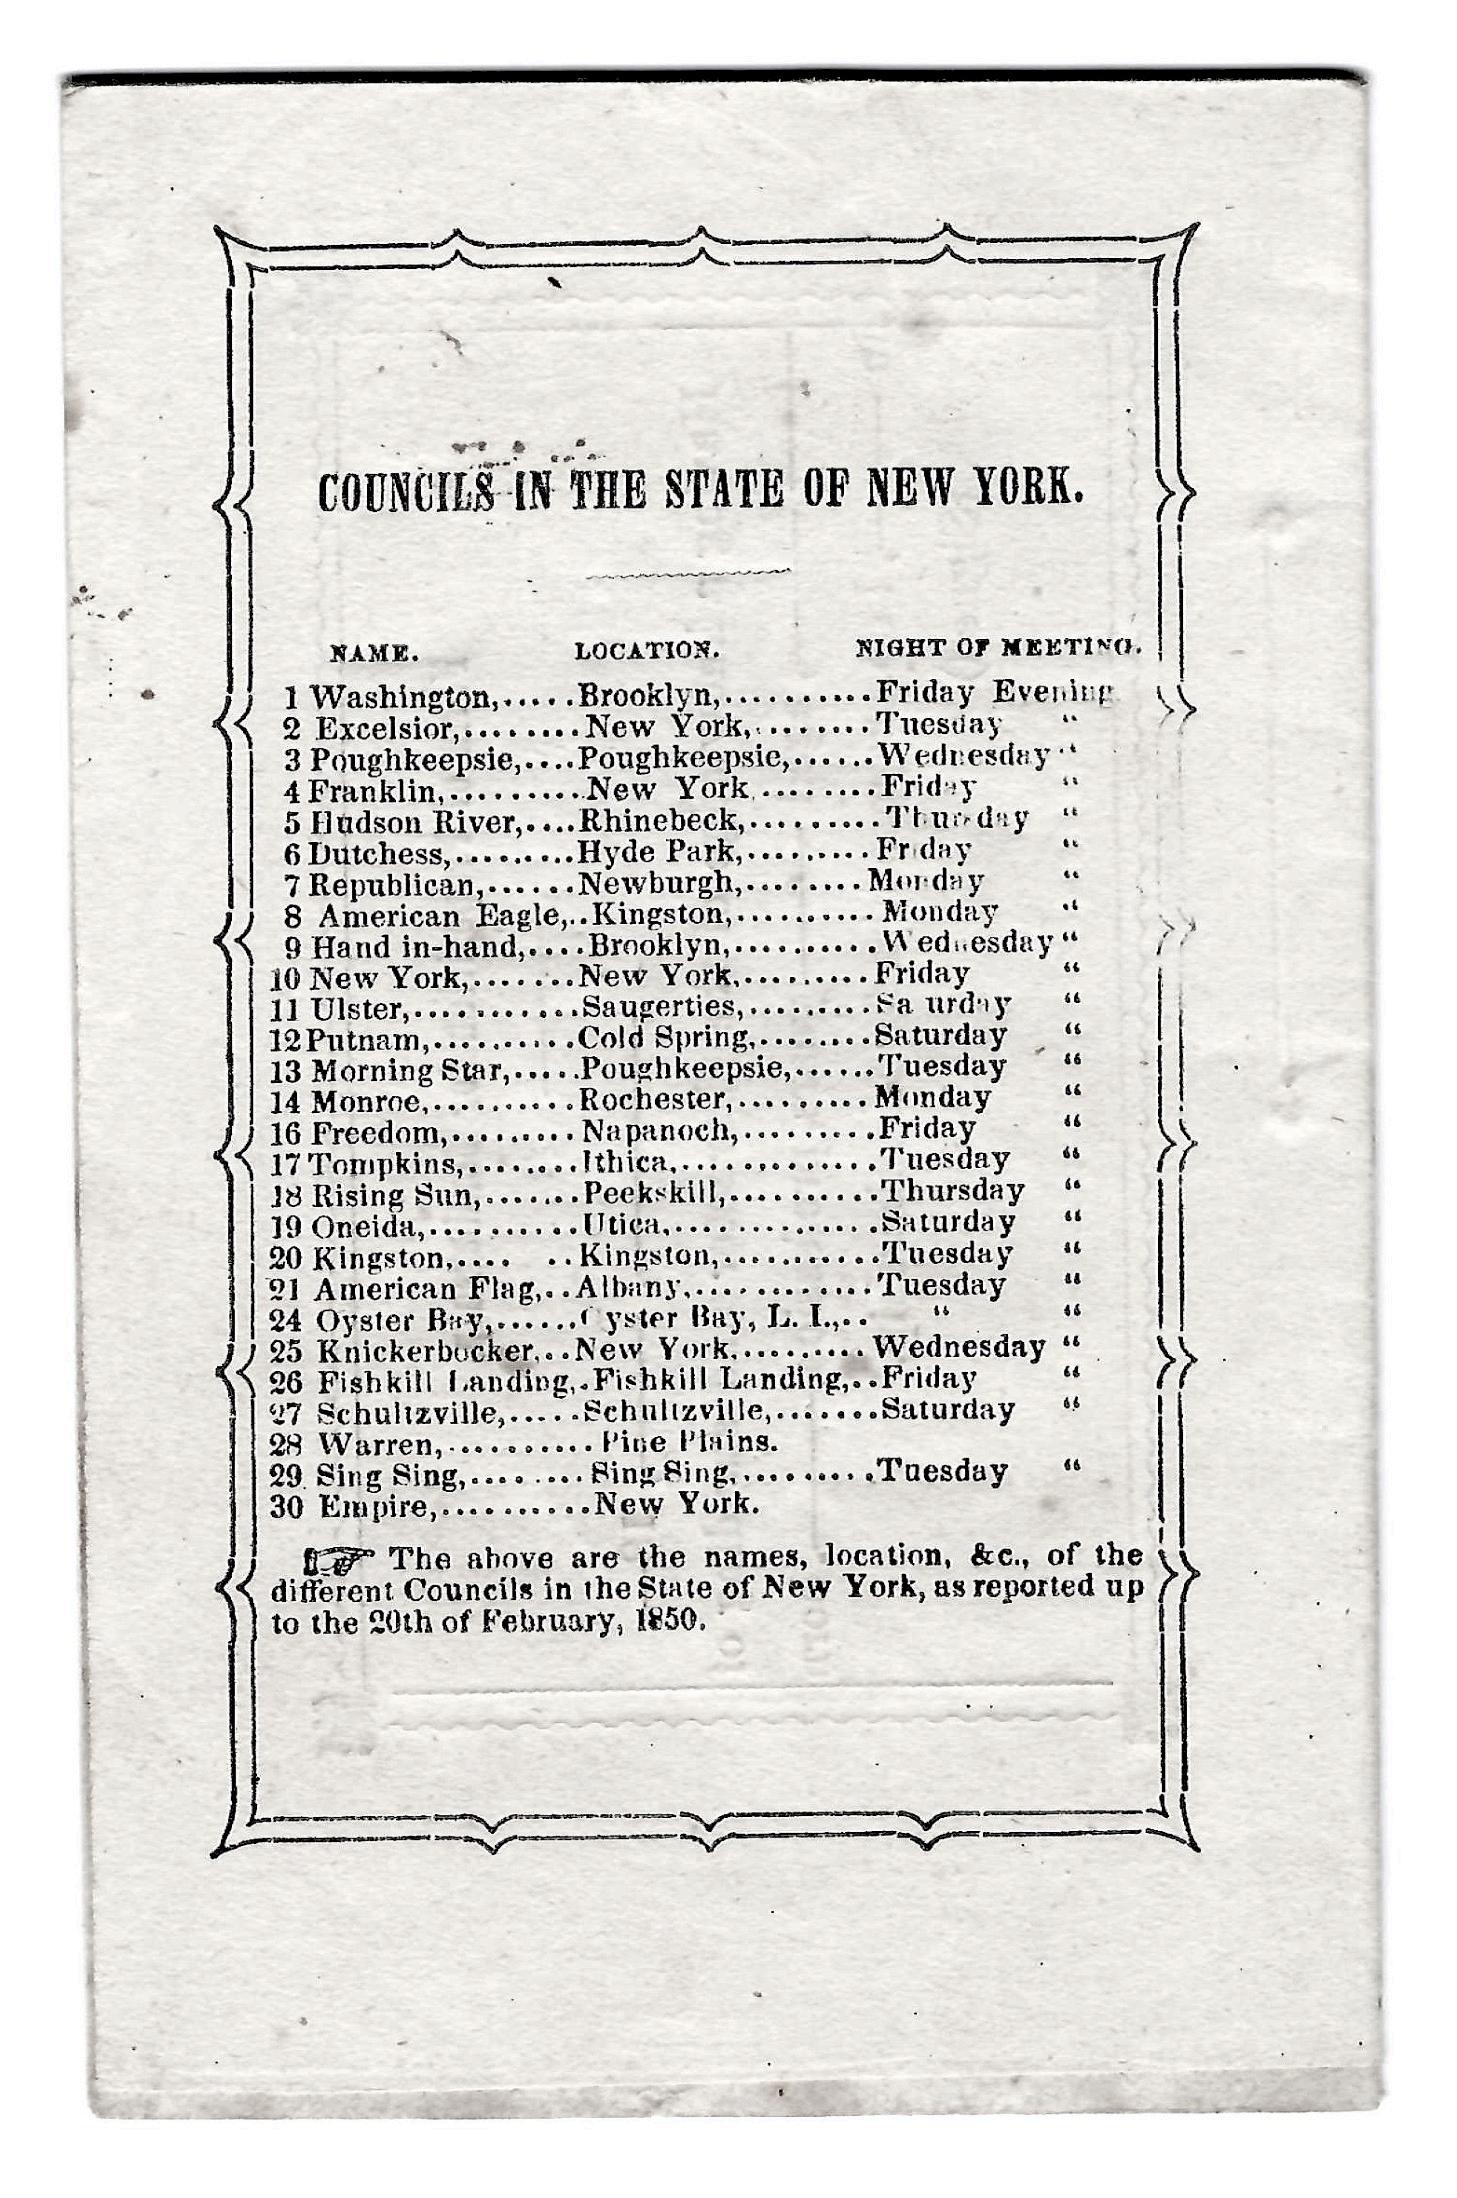 COUNCILS IN THE STATE OF NEW YORK.
NAME. LOCATION. NIGHT OF MEETING.
1 Washington,.....Brooklyn,..........Friday Evening
2 Excelsior,........New York,........Tuesday "
3 Poughkeepsie,....Poughkeepsie,......Wednesday "
4 Franklin,..........New York.........Friday "
5 Hudson River,....Rhinebeck,.........Thursday "
6 Dutchess,.........Hyde Park,.........Friday "
7 Republican,......Newburgh,........Monday "
8 American Eagle,..Kingston,..........Monday "
9 Hand in-hand,....Brooklyn,..........Wednesday "
10 New York,.......New York,.........Friday "
11 Ulster,...........Saugerties,.........Saturday "
12 Putnam,..........Cold Spring,........Saturday "
13 Morning Star,.....Poughkeepsie,......Tuesday "
14 Monroe,..........Rochester,.........Monday "
16 Freedom,.........Napanoch,.........Friday "
17 Tompkins,........Ithica,.............Tuesday "
18 Rising Sun,.......Peekskill,..........Thursday "
19 Oneida,...........Utica,..............Saturday "
20 Kingston,.... ..Kingston,...........Tuesday "
21 American Flag,..Albany,.............Tuesday "
24 Oyster Bay,......Oyster Bay, L. I.,.. " "
25 Knickerbocker,..New York,.........Wednesday "
26 Fishkill Landing,.Fishkill Landing,..Friday "
27 Schultzville,.....Schultzville,.......Saturday "
28 Warren,...........Pine Plains.
29 Sing Sing,.........Sing Sing,.........Tuesday "
30 Empire,...........New York.
☞ The above are the names, location, &c., of the
different Councils in the State of New York, as reported up
to the 20th of February, 1850.